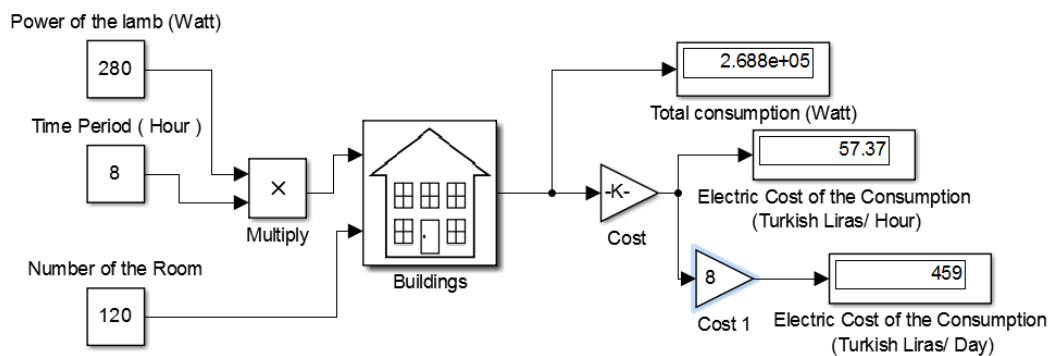 Power of the lamb (Watt)
280
2.688e+05
Total consumption (Watt)
Time Period ( Hour )
8
×
Multiply
57.37
-K-
Cost
Electric Cost of the Consumption
(Turkish Liras/ Hour)
Buildings
Number of the Room
120
8
Cost 1
459
Electric Cost of the Consumption
(Turkish Liras/ Day)